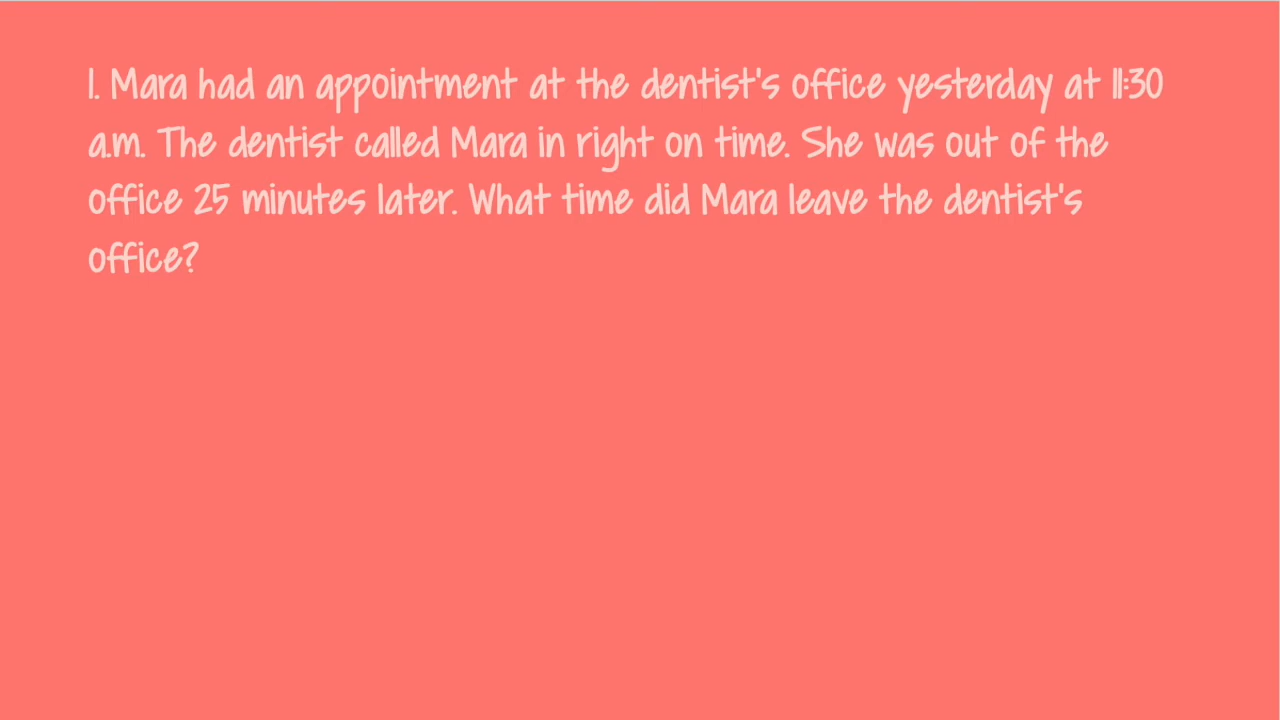 1. Mara had an appointment at the dentist's office yesterday at 11:30
a.m. The dentist called Mara in right on time. She was out of the
office 25 minutes later. What time did Mara leave the dentist's
office?